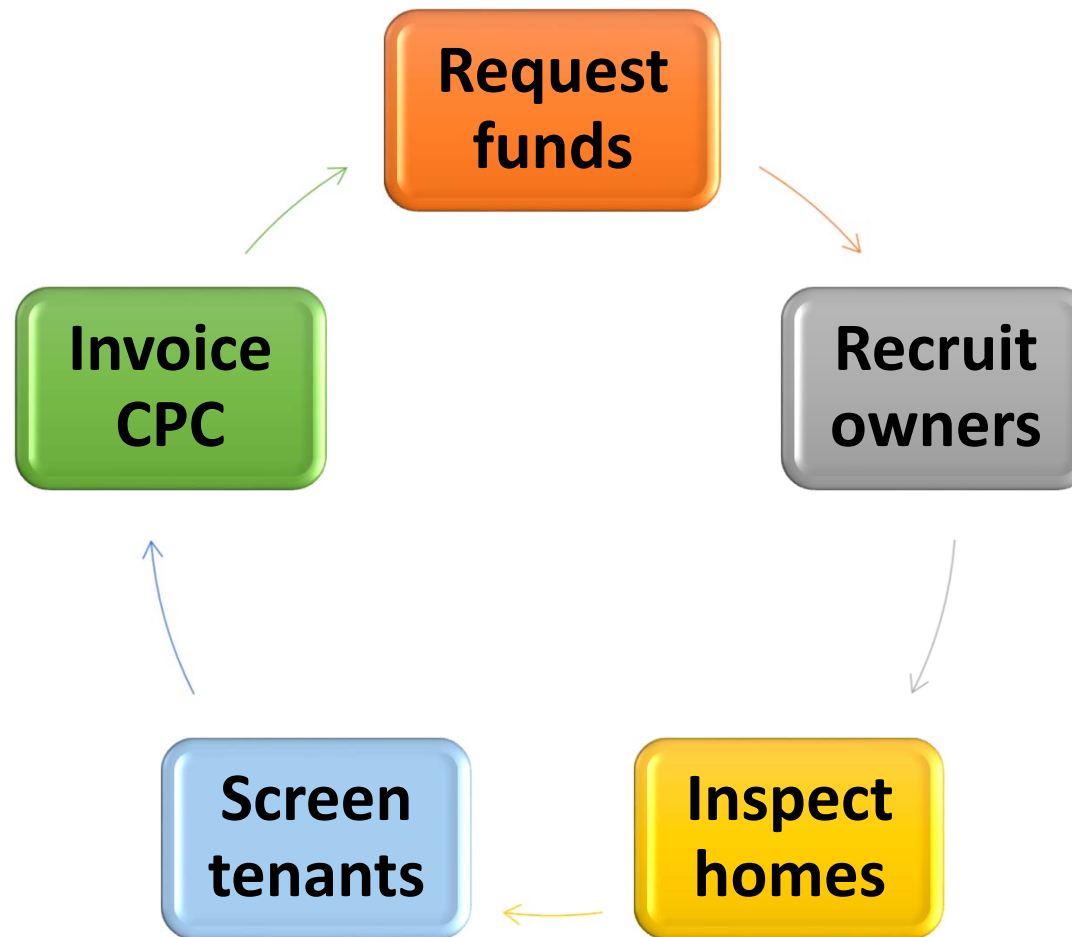 Request
funds
Recruit
owners
Inspect
homes
Screen
tenants
Invoice
CPC